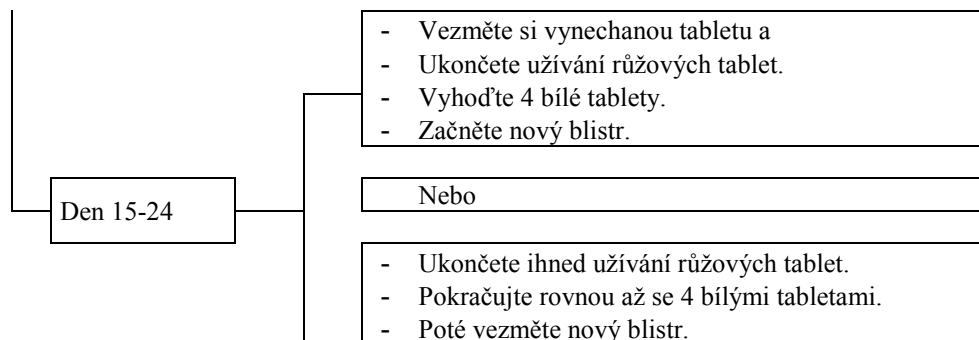 - Vezměte si vynechanou tabletu a
- Ukončete užívání růžových tablet.
- Vyhoďte 4 bílé tablety.
- Začněte nový blistr.
Den 15-24
Nebo
- Ukončete ihned užívání růžových tablet.
- Pokračujte rovnou až se 4 bílými tabletami.
- Poté vezměte nový blistr.